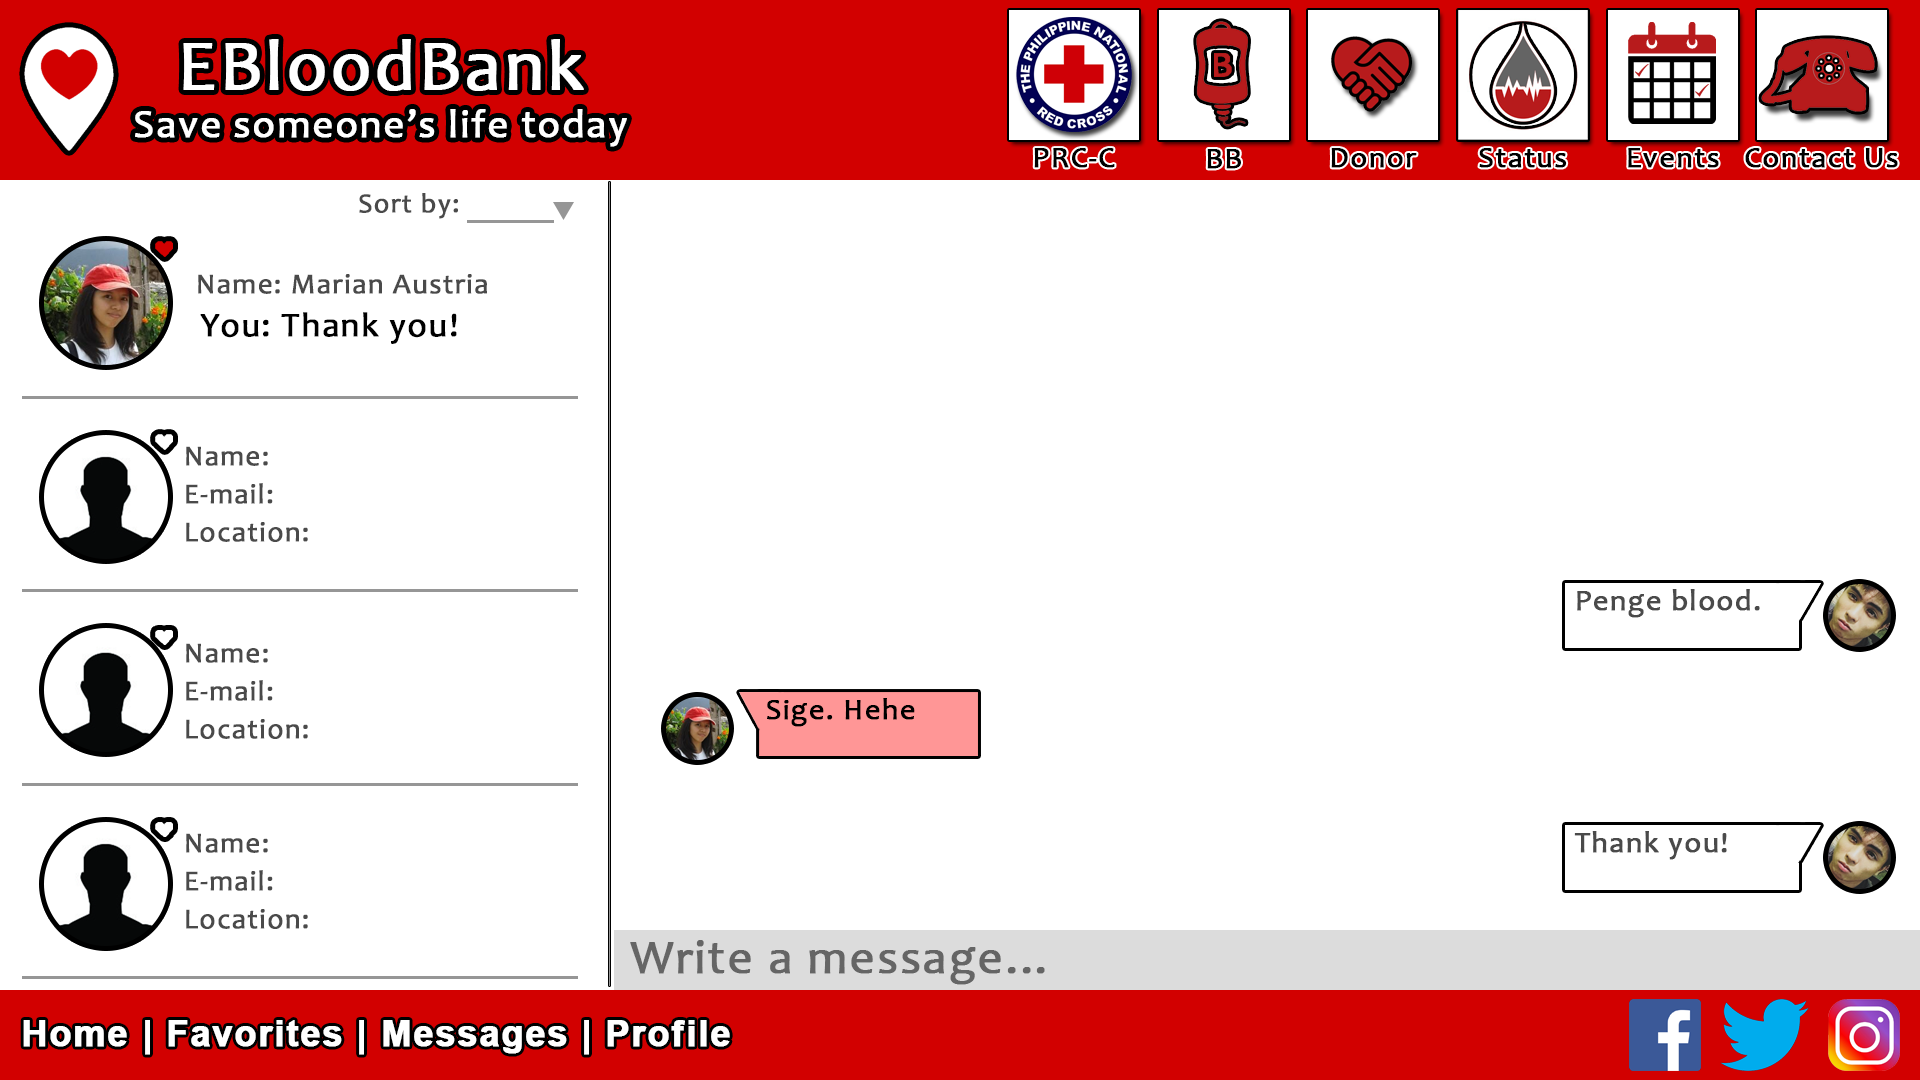 EBloodBank
Save someone's life today
THE PHILIPPINE NATIONAL
RED CROSS
B
PRC-C
BB
Donor
Status
Events
Contact Us
Sort by:
Name: Marian Austria
You: Thank you!
Name:
E-mail:
Location:
Name:
E-mail:
Location:
Name:
E-mail:
Location:
Penge blood.
Sige. Hehe
Thank you!
Write a message...
Home | Favorites | Messages | Profile